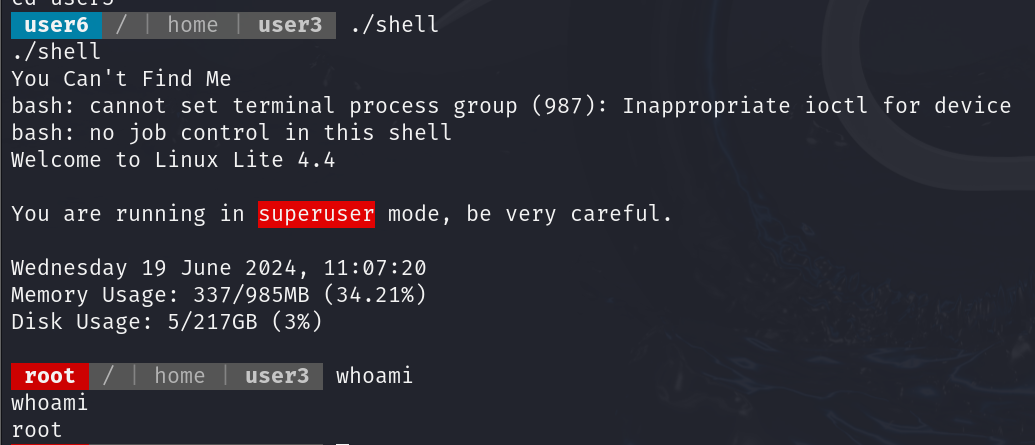 cd user3
user6 / | home | user3 ./shell
./shell
You Can't Find Me
bash: cannot set terminal process group (987): Inappropriate ioctl for device
bash: no job control in this shell
Welcome to Linux Lite 4.4
You are running in superuser mode, be very careful.
Wednesday 19 June 2024, 11:07:20
Memory Usage: 337/985MB (34.21%)
Disk Usage: 5/217GB (3%)
root / | home | user3 whoami
whoami
root